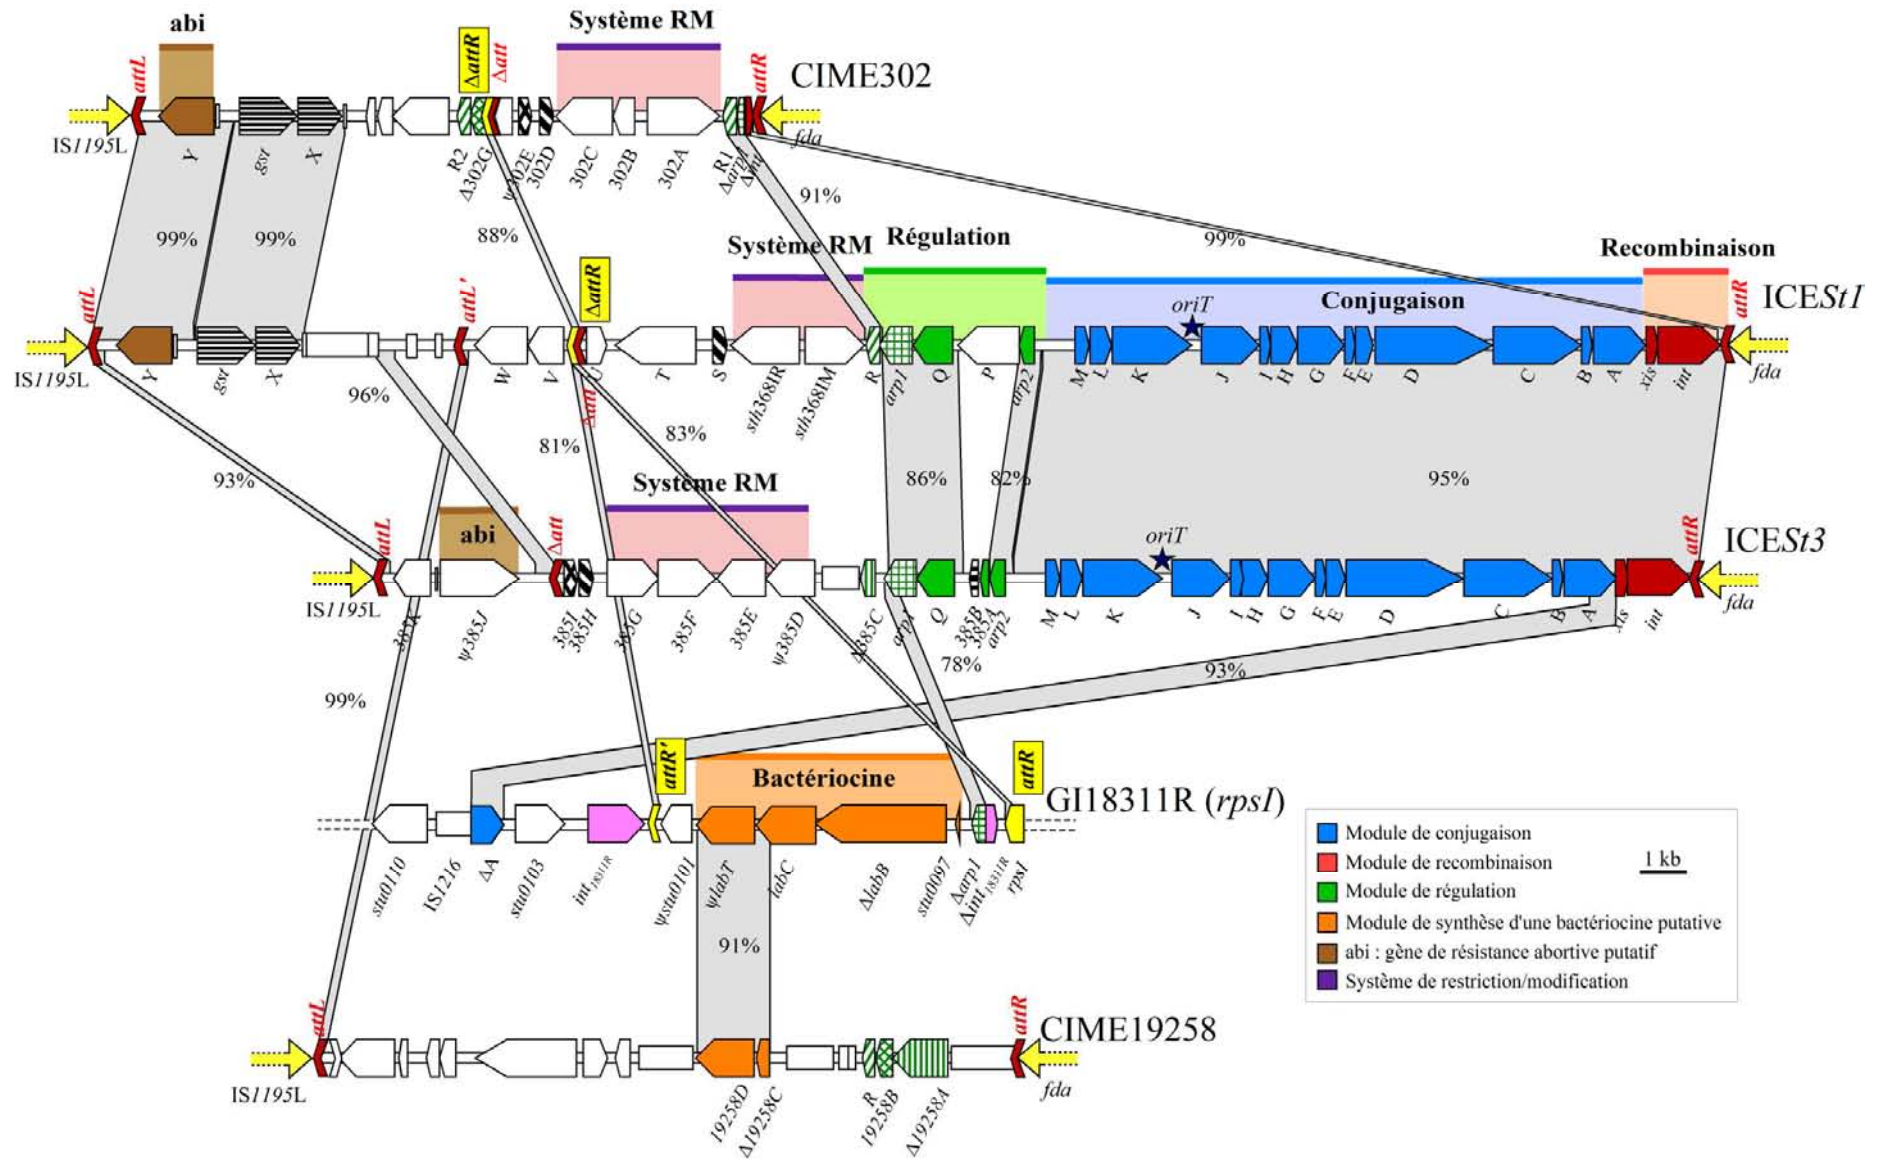 abi
Système RM
attL
ΔattR
Δatt
attR
CIME302
IS1195L
fda
Y
gst
X
R2
Δ302G
ψ302E
302D
302C
302B
302A
R1
Δarp1
Δint
99%
99%
88%
91%
99%
Système RM
Régulation
Conjugaison
Recombinaison
attL
attL'
ΔattR
Δatt
oriT
attR
ICESt1
IS1195L
fda
Y
gst
X
W
V
U
T
S
sth368IR
sth368IM
R
arp1
Q
P
arp2
M
L
K
J
I
H
G
F
E
D
C
B
A
xis
int
93%
96%
81%
83%
86%
82%
95%
Système RM
attL
abi
Δatt
oriT
attR
ICESt3
IS1195L
fda
385K
ψ385J
385I
385H
385G
385F
385E
ψ385D
Δ385C
arp1
Q
385B
385A
arp2
M
L
K
J
I
H
G
F
E
D
C
B
A
xis
int
99%
78%
93%
attR'
Bactériocine
attR
GI18311R (rpsI)
stu0110
IS1216
ΔA
stu0103
int18311R
ψstu0101
ψlabT
labC
ΔlabB
stu0097
Δarp1
Δint18311R
rpsI
91%
attL
attR
CIME19258
IS1195L
fda
19258D
Δ19258C
R
19258B
Δ19258A
Module de conjugaison
Module de recombinaison
Module de régulation
Module de synthèse d'une bactériocine putative
abi : gène de résistance abortive putatif
Système de restriction/modification
1 kb